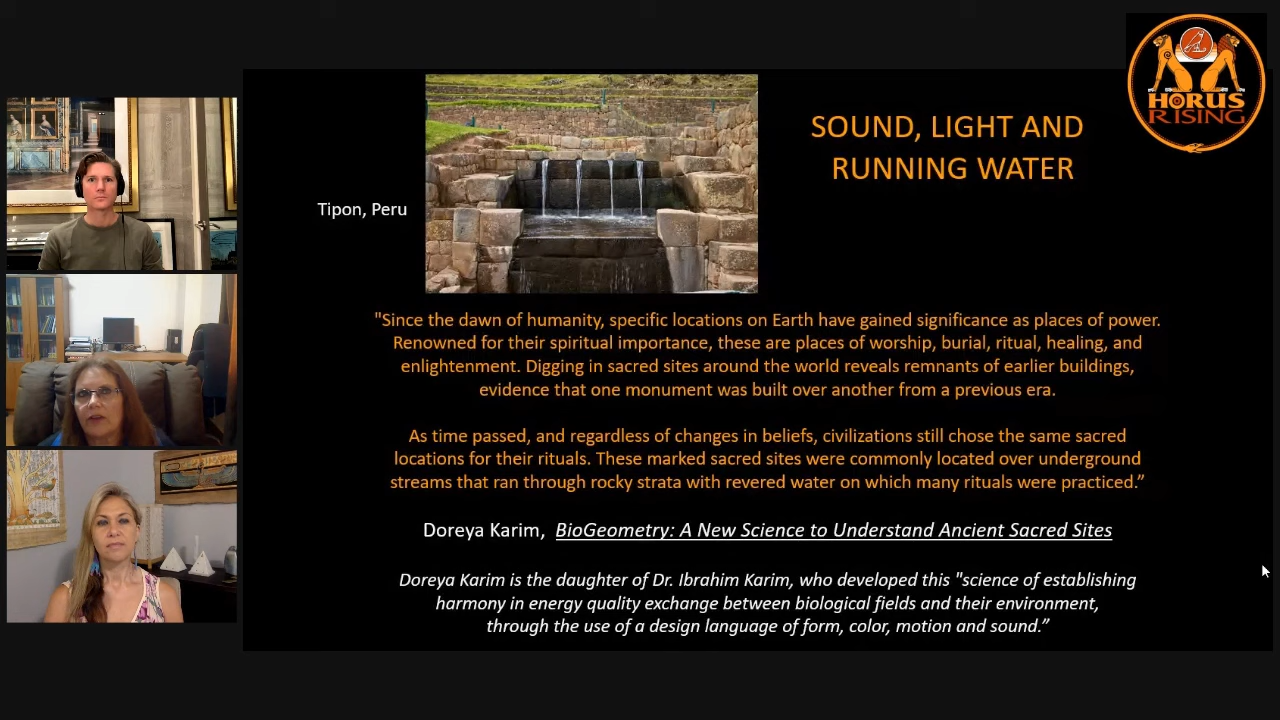 HORUS
RISING
SOUND, LIGHT AND
RUNNING WATER
Tipon, Peru
"Since the dawn of humanity, specific locations on Earth have gained significance as places of power.
Renowned for their spiritual importance, these are places of worship, burial, ritual, healing, and
enlightenment. Digging in sacred sites around the world reveals remnants of earlier buildings,
evidence that one monument was built over another from a previous era.
As time passed, and regardless of changes in beliefs, civilizations still chose the same sacred
locations for their rituals. These marked sacred sites were commonly located over underground
streams that ran through rocky strata with revered water on which many rituals were practiced.”
Doreya Karim, BioGeometry: A New Science to Understand Ancient Sacred Sites
Doreya Karim is the daughter of Dr. Ibrahim Karim, who developed this "science of establishing
harmony in energy quality exchange between biological fields and their environment,
through the use of a design language of form, color, motion and sound.”